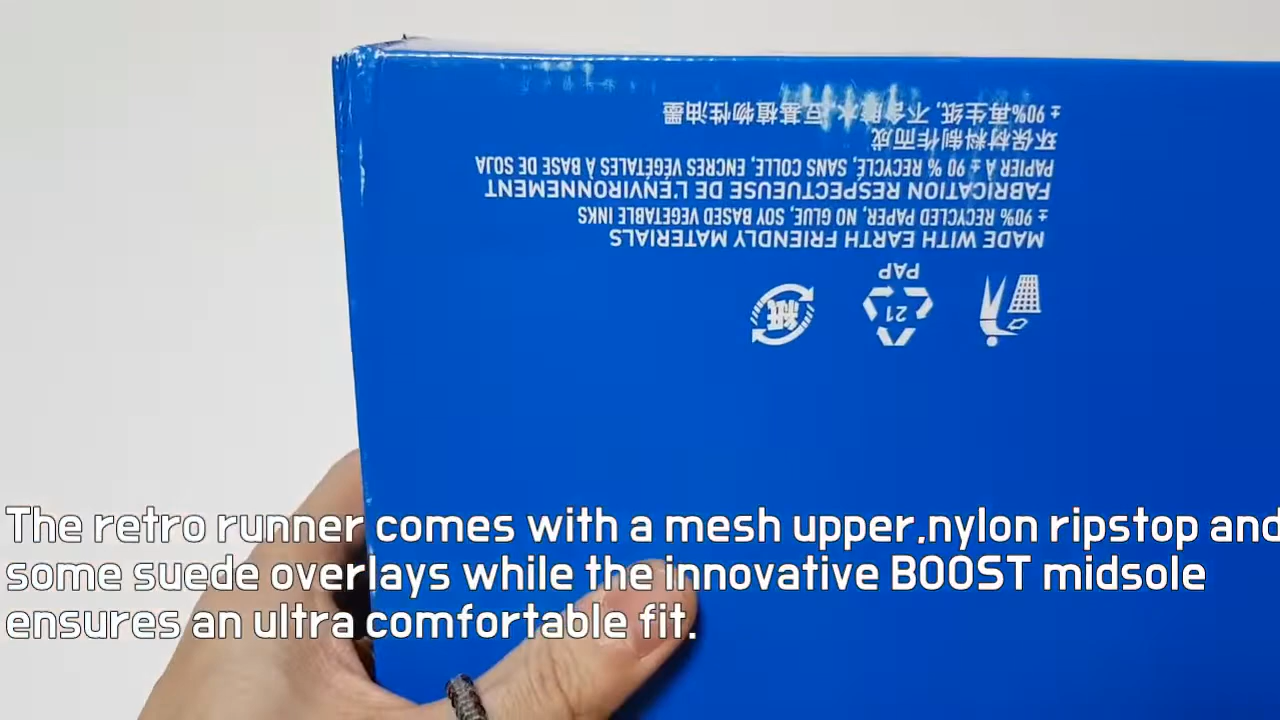 MADE WITH EARTH FRIENDLY MATERIALS
± 90% RECYCLED PAPER, NO GLUE, SOY BASED VEGETABLE INKS
FABRICATION RESPECTUEUSE DE L'ÉNVIRONNEMENT
PAPIER À ± 90 % RECYCLÉ, SANS COLLE, ENCRES VÉGÉTALES À BASE DE SOJA
环保材料制作而成
± 90%再生纸, 不含胶水, 豆基植物性油墨
21
PAP
紙
The retro runner comes with a mesh upper,nylon ripstop and
some suede overlays while the innovative BOOST midsole
ensures an ultra comfortable fit.